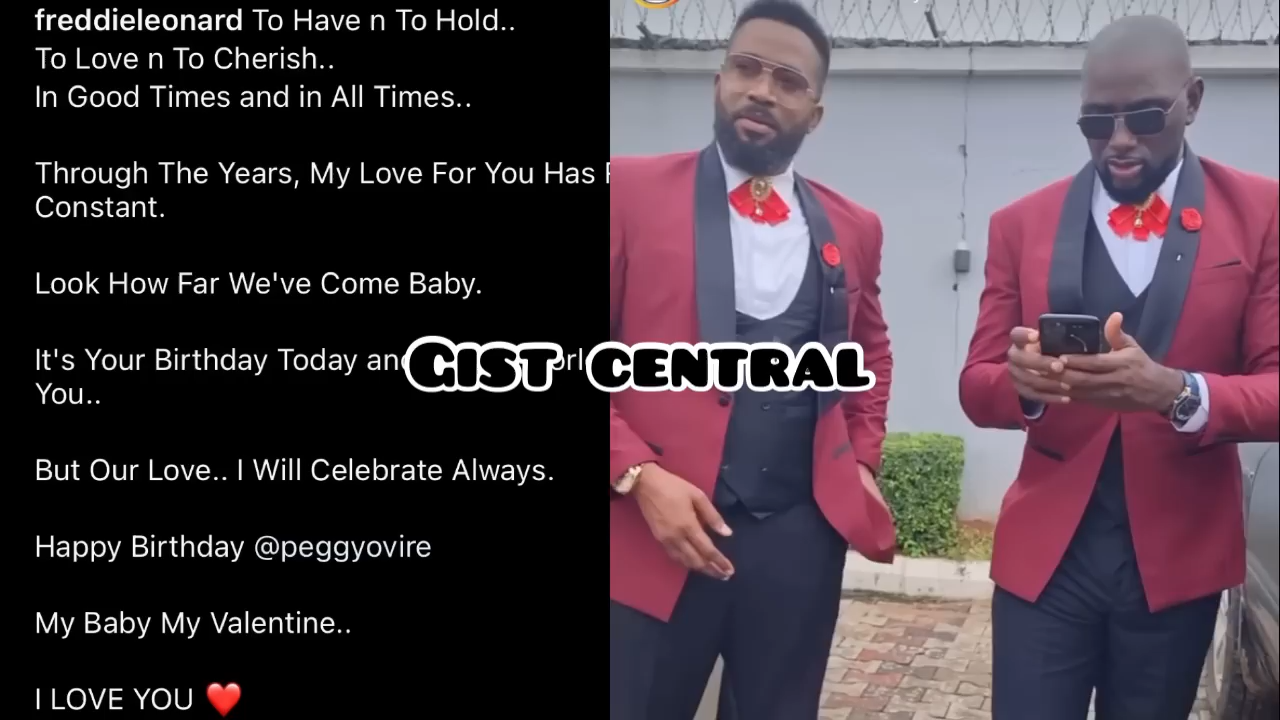 freddieleonard To Have n To Hold..
To Love n To Cherish..
In Good Times and in All Times..
Through The Years, My Love For You Has
Constant.
Look How Far We've Come Baby.
It's Your Birthday Today
You..
But Our Love.. I Will Celebrate Always.
Happy Birthday @peggyovire
My Baby My Valentine..
I LOVE YOU ❤️
GIST CENTRAL